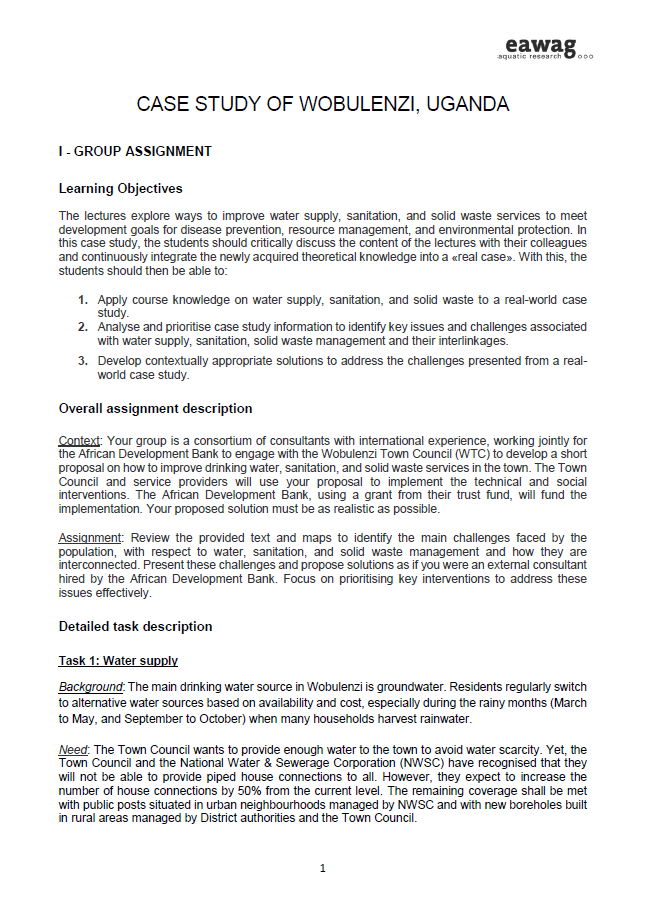 eawag
aquatic research
CASE STUDY OF WOBULENZI, UGANDA
I - GROUP ASSIGNMENT
Learning Objectives
The lectures explore ways to improve water supply, sanitation, and solid waste services to meet
development goals for disease prevention, resource management, and environmental protection. In
this case study, the students should critically discuss the content of the lectures with their colleagues
and continuously integrate the newly acquired theoretical knowledge into a «real case». With this, the
students should then be able to:
1. Apply course knowledge on water supply, sanitation, and solid waste to a real-world case
study.
2. Analyse and prioritise case study information to identify key issues and challenges associated
with water supply, sanitation, solid waste management and their interlinkages.
3. Develop contextually appropriate solutions to address the challenges presented from a real-
world case study.
Overall assignment description
Context: Your group is a consortium of consultants with international experience, working jointly for
the African Development Bank to engage with the Wobulenzi Town Council (WTC) to develop a short
proposal on how to improve drinking water, sanitation, and solid waste services in the town. The Town
Council and service providers will use your proposal to implement the technical and social
interventions. The African Development Bank, using a grant from their trust fund, will fund the
implementation. Your proposed solution must be as realistic as possible.
Assignment: Review the provided text and maps to identify the main challenges faced by the
population, with respect to water, sanitation, and solid waste management and how they are
interconnected. Present these challenges and propose solutions as if you were an external consultant
hired by the African Development Bank. Focus on prioritising key interventions to address these
issues effectively.
Detailed task description
Task 1: Water supply
Background: The main drinking water source in Wobulenzi is groundwater. Residents regularly switch
to alternative water sources based on availability and cost, especially during the rainy months (March
to May, and September to October) when many households harvest rainwater.
Need: The Town Council wants to provide enough water to the town to avoid water scarcity. Yet, the
Town Council and the National Water & Sewerage Corporation (NWSC) have recognised that they
will not be able to provide piped house connections to all. However, they expect to increase the
number of house connections by 50% from the current level. The remaining coverage shall be met
with public posts situated in urban neighbourhoods managed by NWSC and with new boreholes built
in rural areas managed by District authorities and the Town Council.
1